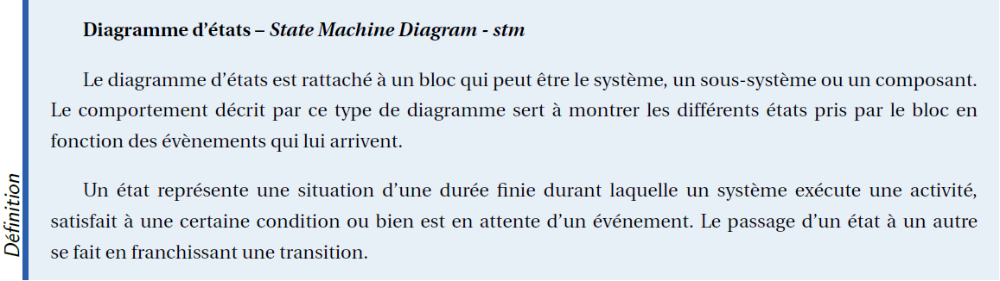 Diagramme d’états – State Machine Diagram - stm
Le diagramme d’états est rattaché à un bloc qui peut être le système, un sous-système ou un composant.
Le comportement décrit par ce type de diagramme sert à montrer les différents états pris par le bloc en
fonction des évènements qui lui arrivent.
Un état représente une situation d’une durée finie durant laquelle un système exécute une activité,
satisfait à une certaine condition ou bien est en attente d’un événement. Le passage d’un état à un autre
se fait en franchissant une transition.
Définition